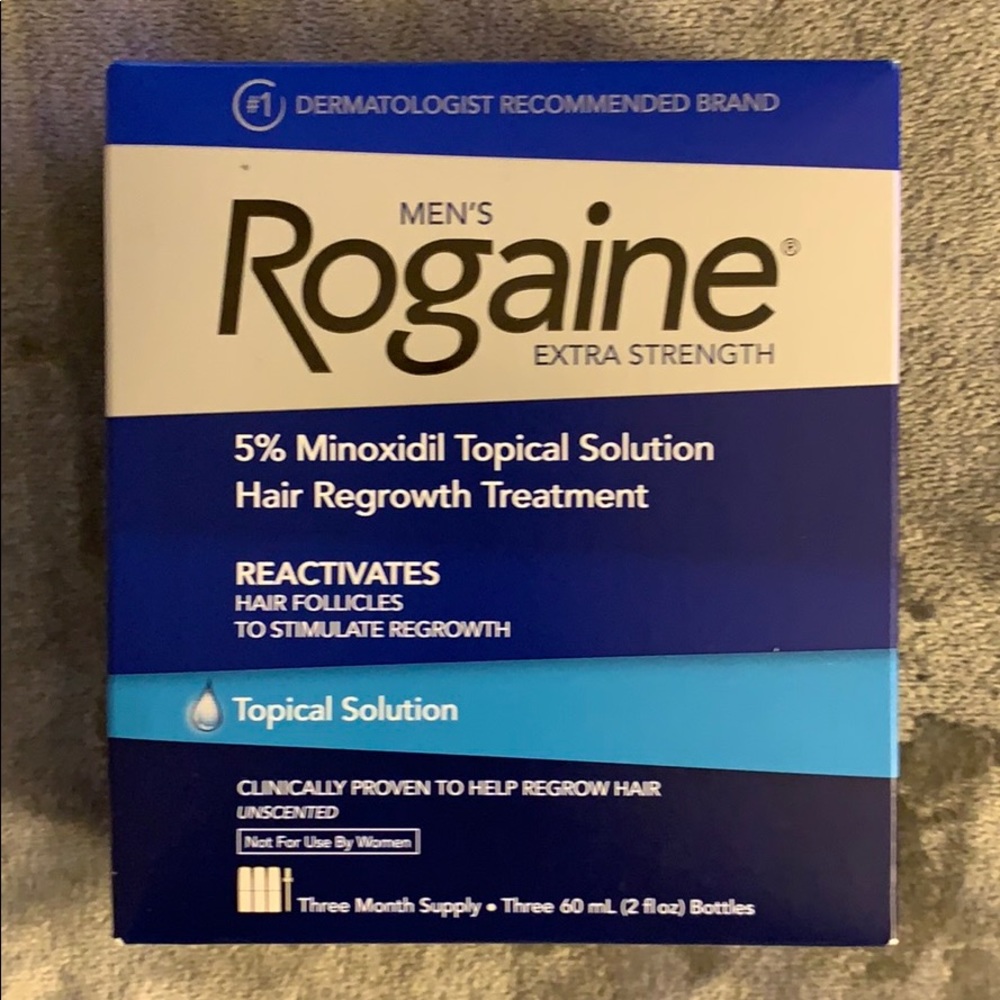 #1 DERMATOLOGIST RECOMMENDED BRAND
MEN'S
Rogaine®
EXTRA STRENGTH
5% Minoxidil Topical Solution
Hair Regrowth Treatment
REACTIVATES
HAIR FOLLICLES
TO STIMULATE REGROWTH
Topical Solution
CLINICALLY PROVEN TO HELP REGROW HAIR
UNSCENTED
Not For Use By Women
Three Month Supply • Three 60 mL (2 fl oz) Bottles